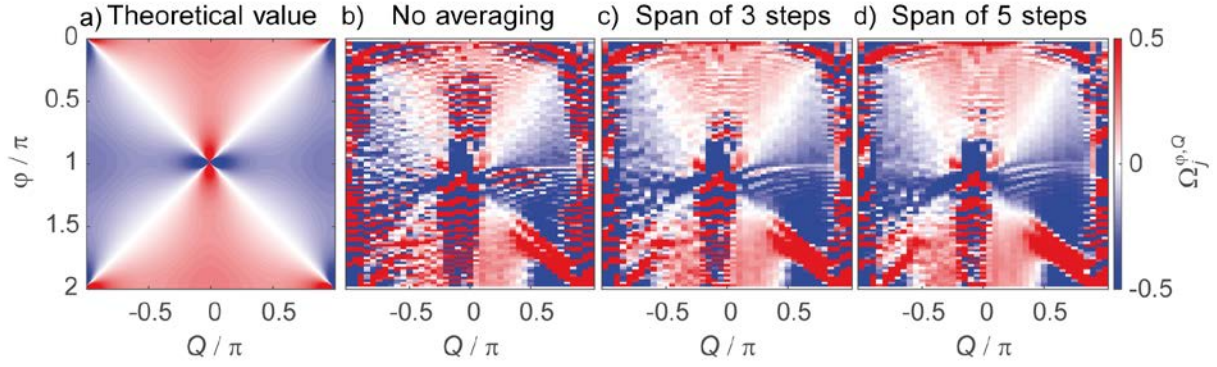 a) Theoretical value
b) No averaging
c) Span of 3 steps
d) Span of 5 steps
0
0.5
1
1.5
2
φ / π
-0.5 0 0.5
Q / π
-0.5 0 0.5
Q / π
-0.5 0 0.5
Q / π
-0.5 0 0.5
Q / π
0.5
0
-0.5
Ω_j^{φ,Q}